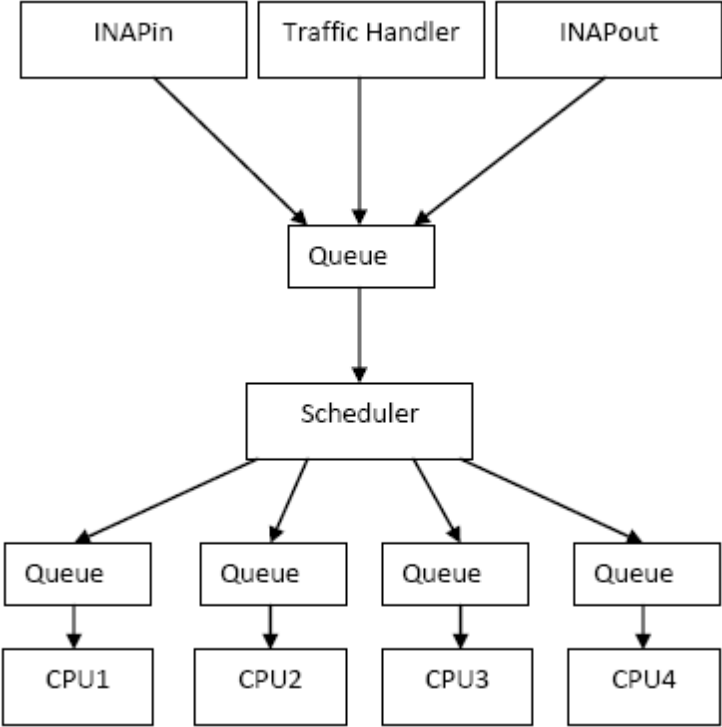 INAPin
Traffic Handler
INAPout
Queue
Scheduler
Queue
Queue
Queue
Queue
CPU1
CPU2
CPU3
CPU4